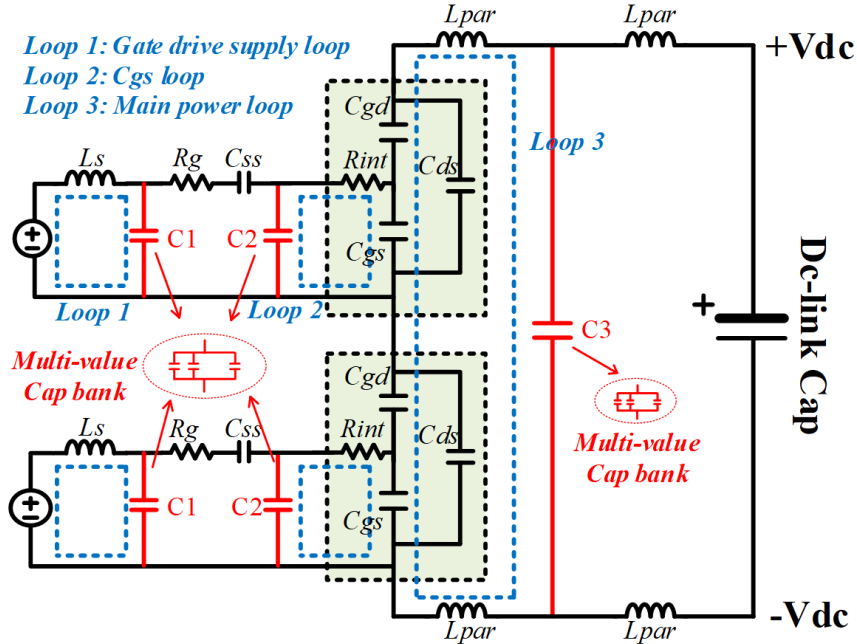 Lpar
Lpar
+Vdc
Loop 1: Gate drive supply loop
Loop 2: Cgs loop
Loop 3: Main power loop
Cgd
Loop 3
Ls
Rg
Css
Rint
Cds
C1
C2
Cgs
Loop 1
Loop 2
Dc-link Cap
+
C3
Multi-value
Cap bank
Cgd
Ls
Rg
Css
Rint
Cds
Multi-value
Cap bank
C1
C2
Cgs
Lpar
Lpar
-Vdc